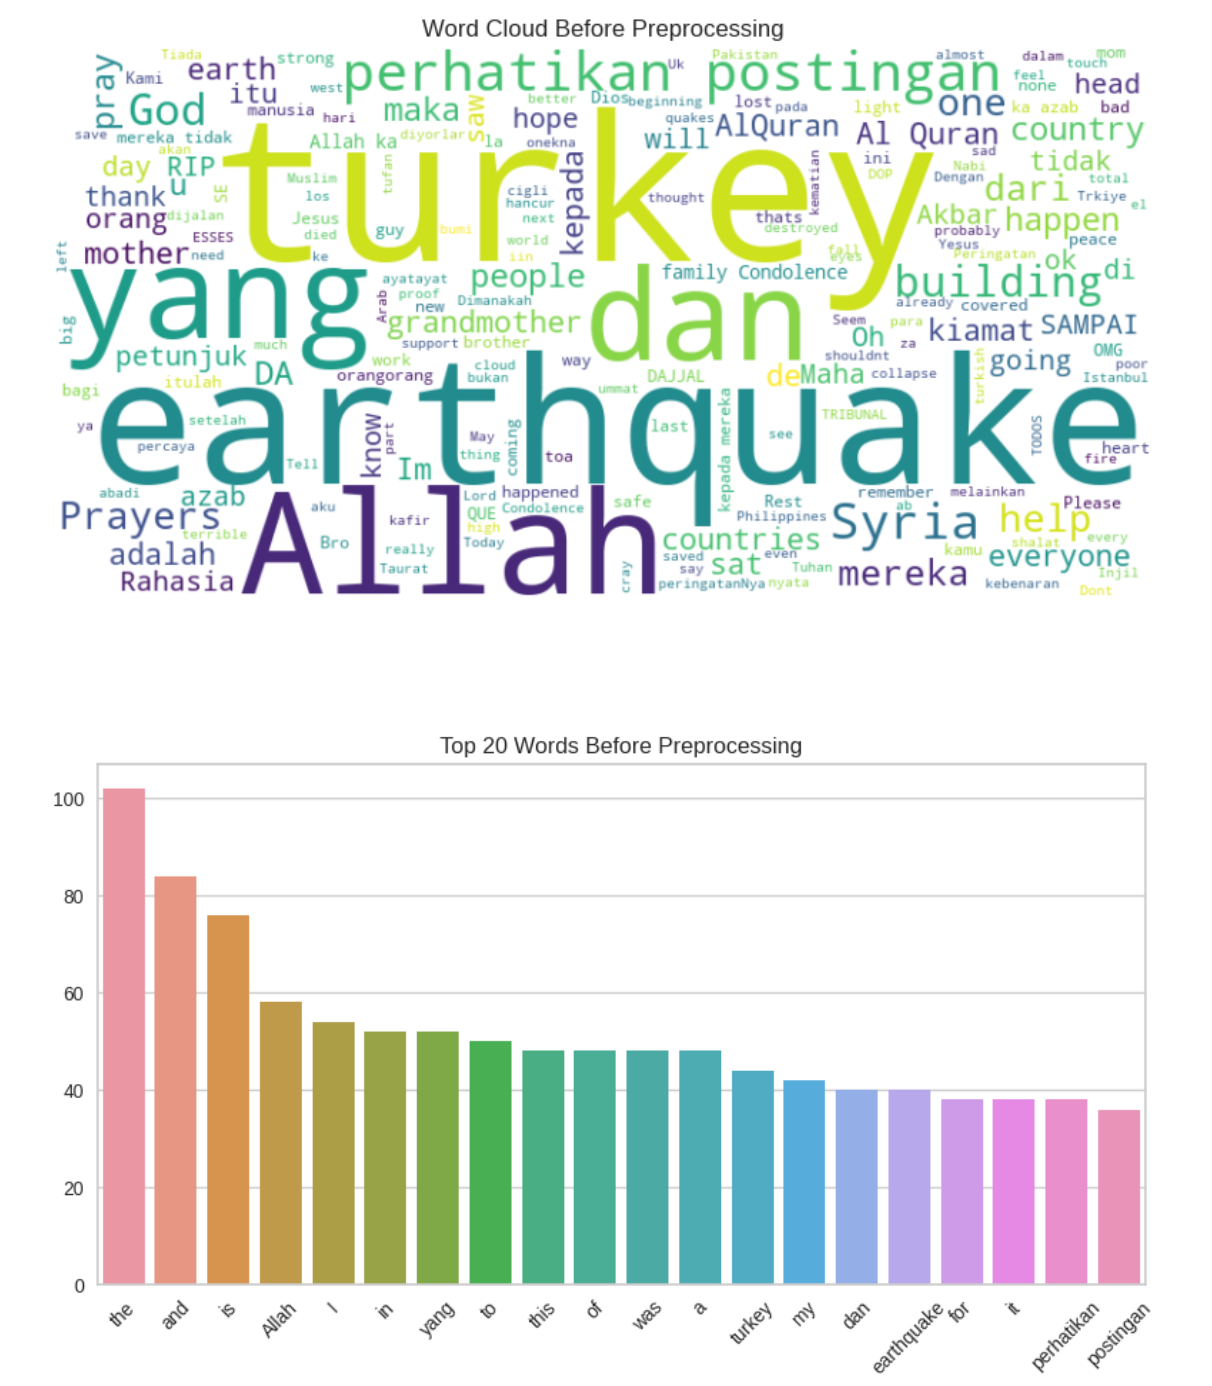 Word Cloud Before Preprocessing
Tiada strong perhatikan Uk postingan Pakistan almost dalam mom
pray Kami earth west touch
itu feel none head
God manusia maka saw better Dios beginning lost pada light one ka azab bad
save mereka tidak hari diyorlar quakes hope will AlQuran Al Quran country
akan Allah ka la onekna sad
day RIP turkey ini tidak
thank u SE Muslim tufan kepada cigli thought kematian DOP Nabi Dengan dari total
los hancur Trkiye
orang dijalan Jesus next thats Akbar happen el
ESSES died guy bumi world destroyed probably peace
mother need ke iin fall eyes Yesus Peringatan ok
left yang ayatayat people dan family Condolence building di
Arab proof new Dimanakah already covered
big grandmother Seem para kiamat SAMPAI
much support brother za
petunjuk work cloud way shouldnt going OMG
itulah DA orangorang bukan DAJJAL de Maha collapse turkish poor
bagi earthquake ummat Istanbul
setelah TRIBUNAL
ya know part May last kepada mereka see TODOS heart
percaya thing coming toa fire
Tell Im
abadi azab Allah Lord happened safe Rest remember melainkan Please
Prayers aku kafir QUE Condolence Philippines ab Syria help every
terrible high countries shalat
adalah Bro really Today saved even kamu everyone
Taurat cray say sat Tuhan mereka Injil
Rahasia peringatanNya nyata kebenaran Dont
Top 20 Words Before Preprocessing
100
80
60
40
20
0
the and is Allah I in yang to this of was a turkey my dan earthquake for it perhatikan postingan